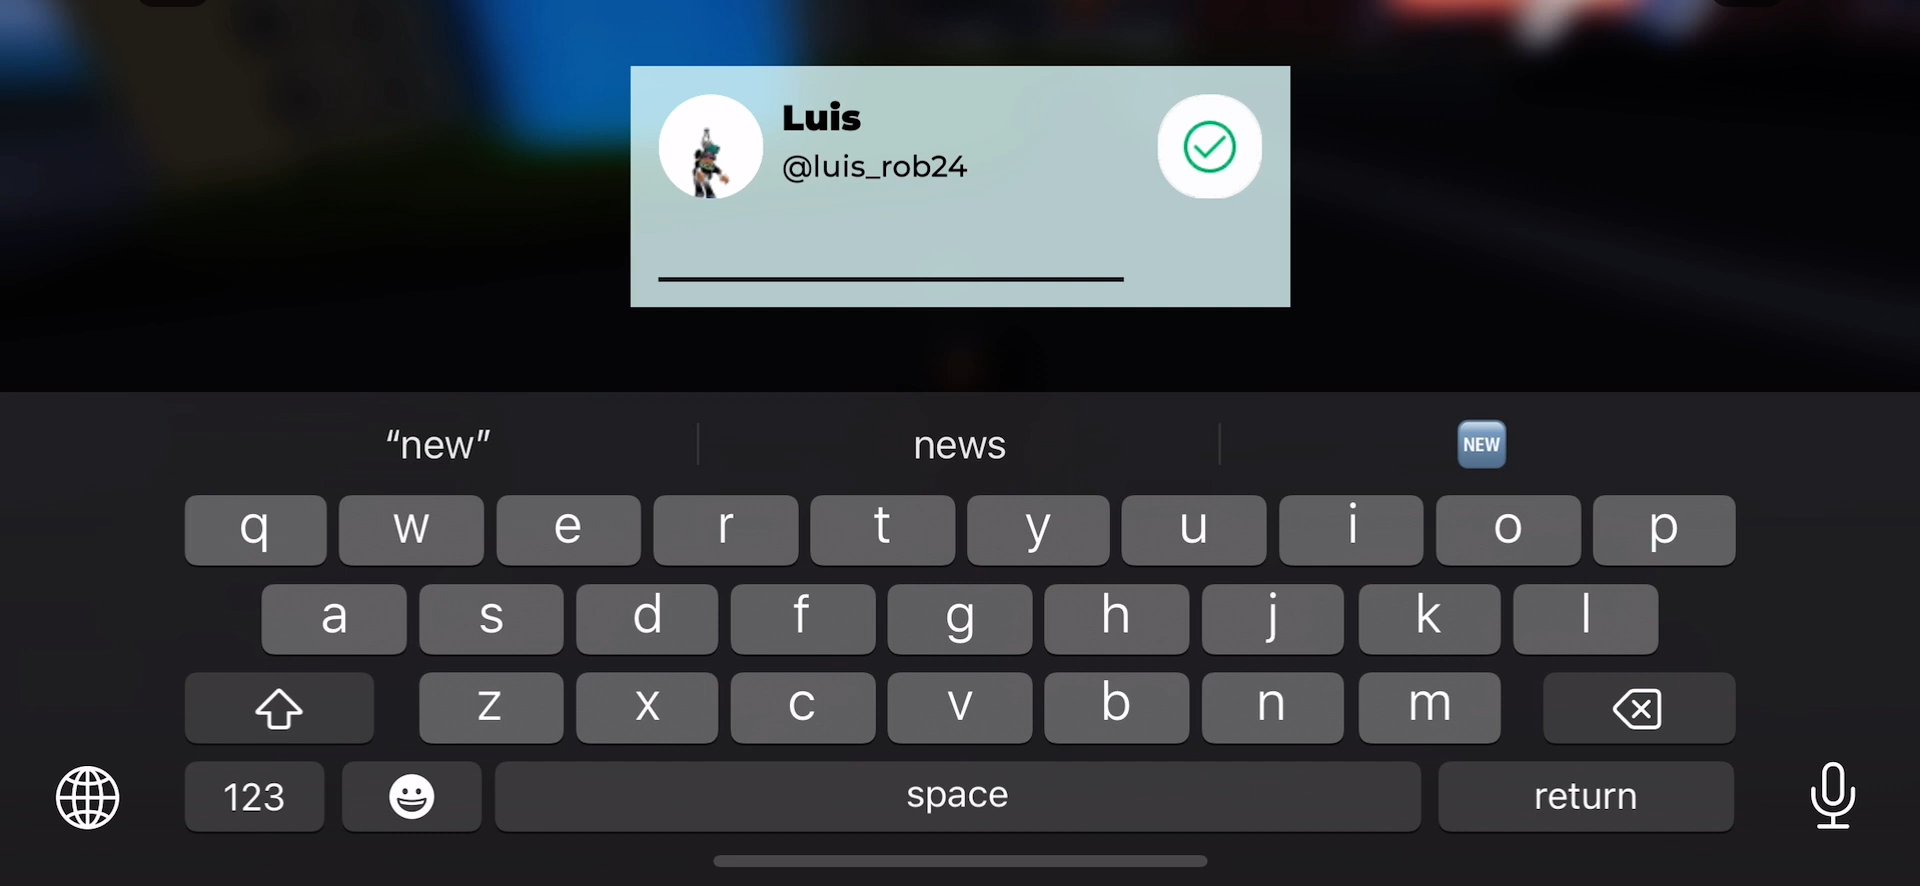 Luis
@luis_rob24
“new” news NEW
q w e r t y u i o p
a s d f g h j k l
z x c v b n m
123 space return